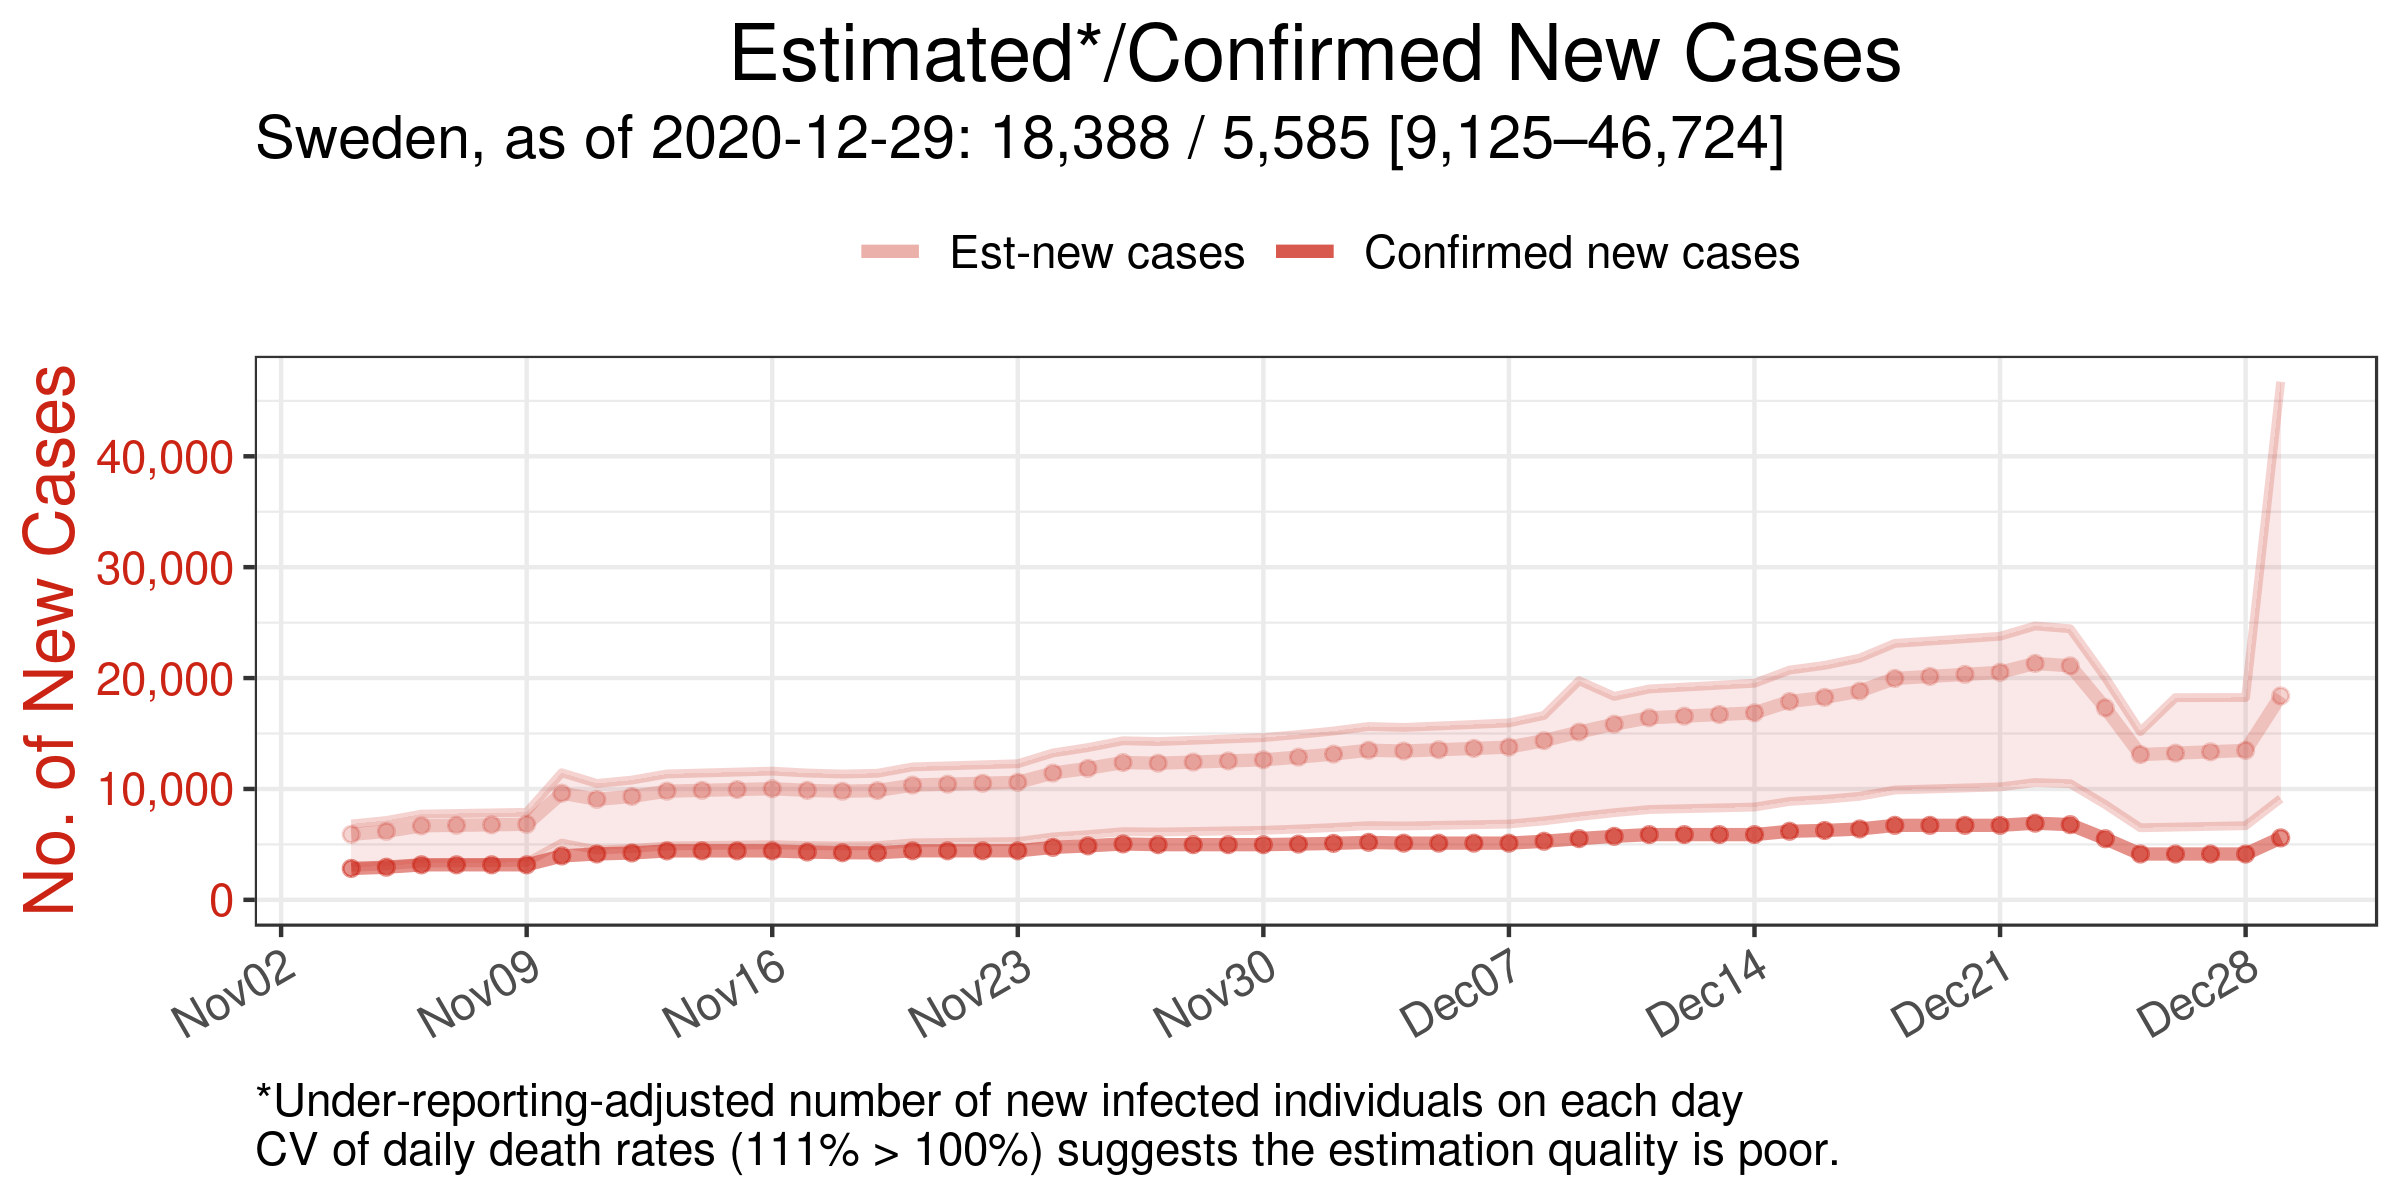 Estimated*/Confirmed New Cases
Sweden, as of 2020-12-29: 18,388 / 5,585 [9,125–46,724]
Est-new cases
Confirmed new cases
No. of New Cases
40,000
30,000
20,000
10,000
0
Nov02
Nov09
Nov16
Nov23
Nov30
Dec07
Dec14
Dec21
Dec28
*Under-reporting-adjusted number of new infected individuals on each day
CV of daily death rates (111% > 100%) suggests the estimation quality is poor.